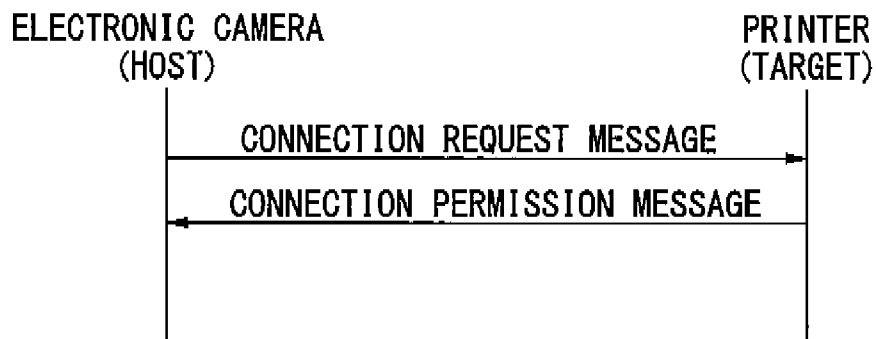 ELECTRONIC CAMERA
(HOST)
PRINTER
(TARGET)
CONNECTION REQUEST MESSAGE
CONNECTION PERMISSION MESSAGE